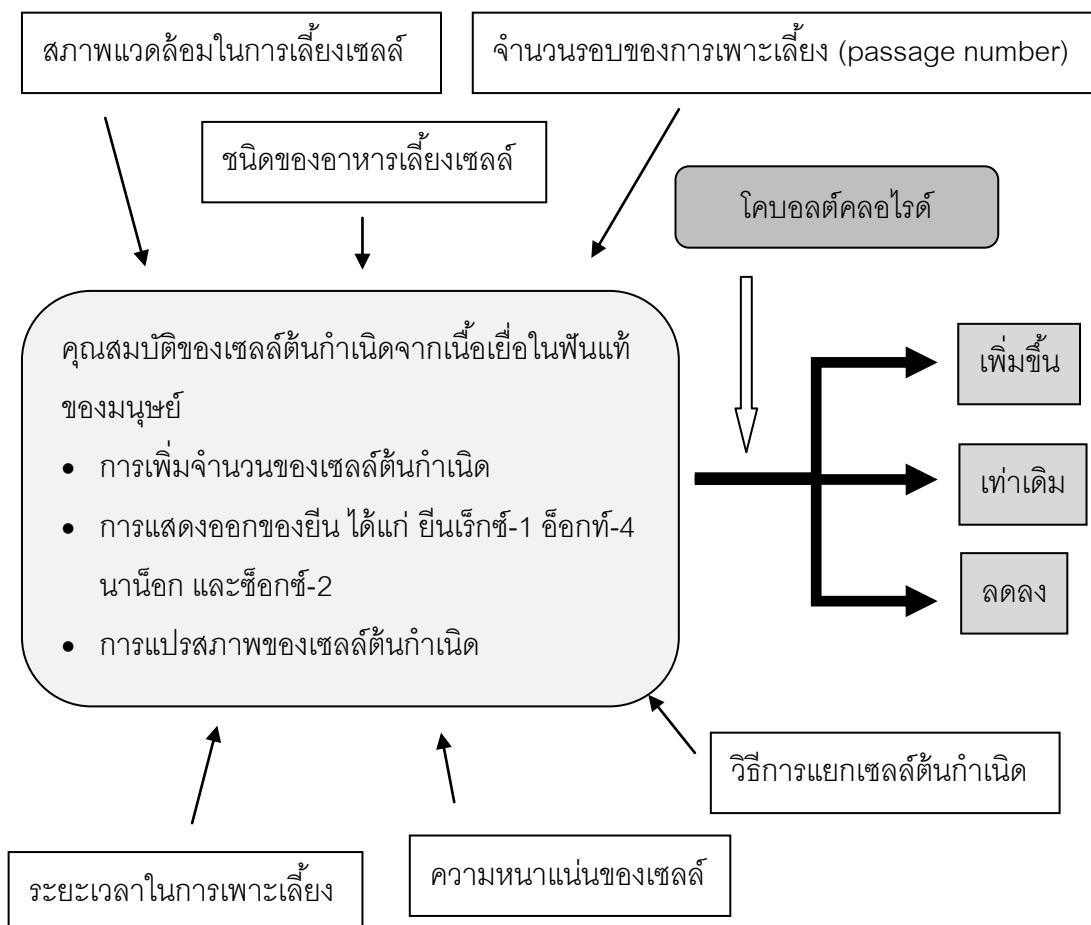 สภาพแวดล้อมในการเลี้ยงเซลล์
จำนวนรอบของการเพาะเลี้ยง (passage number)
ชนิดของอาหารเลี้ยงเซลล์
โคบอลต์คลอไรด์
คุณสมบัติของเซลล์ต้นกำเนิดจากเนื้อเยื่อในฟันแท้
ของมนุษย์
• การเพิ่มจำนวนของเซลล์ต้นกำเนิด
• การแสดงออกของยีน ได้แก่ ยีนเร็กซ์-1 อ็อกท์-4
นาน็อก และซ็อกซ์-2
• การแปรสภาพของเซลล์ต้นกำเนิด
เพิ่มขึ้น
เท่าเดิม
ลดลง
วิธีการแยกเซลล์ต้นกำเนิด
ความหนาแน่นของเซลล์
ระยะเวลาในการเพาะเลี้ยง